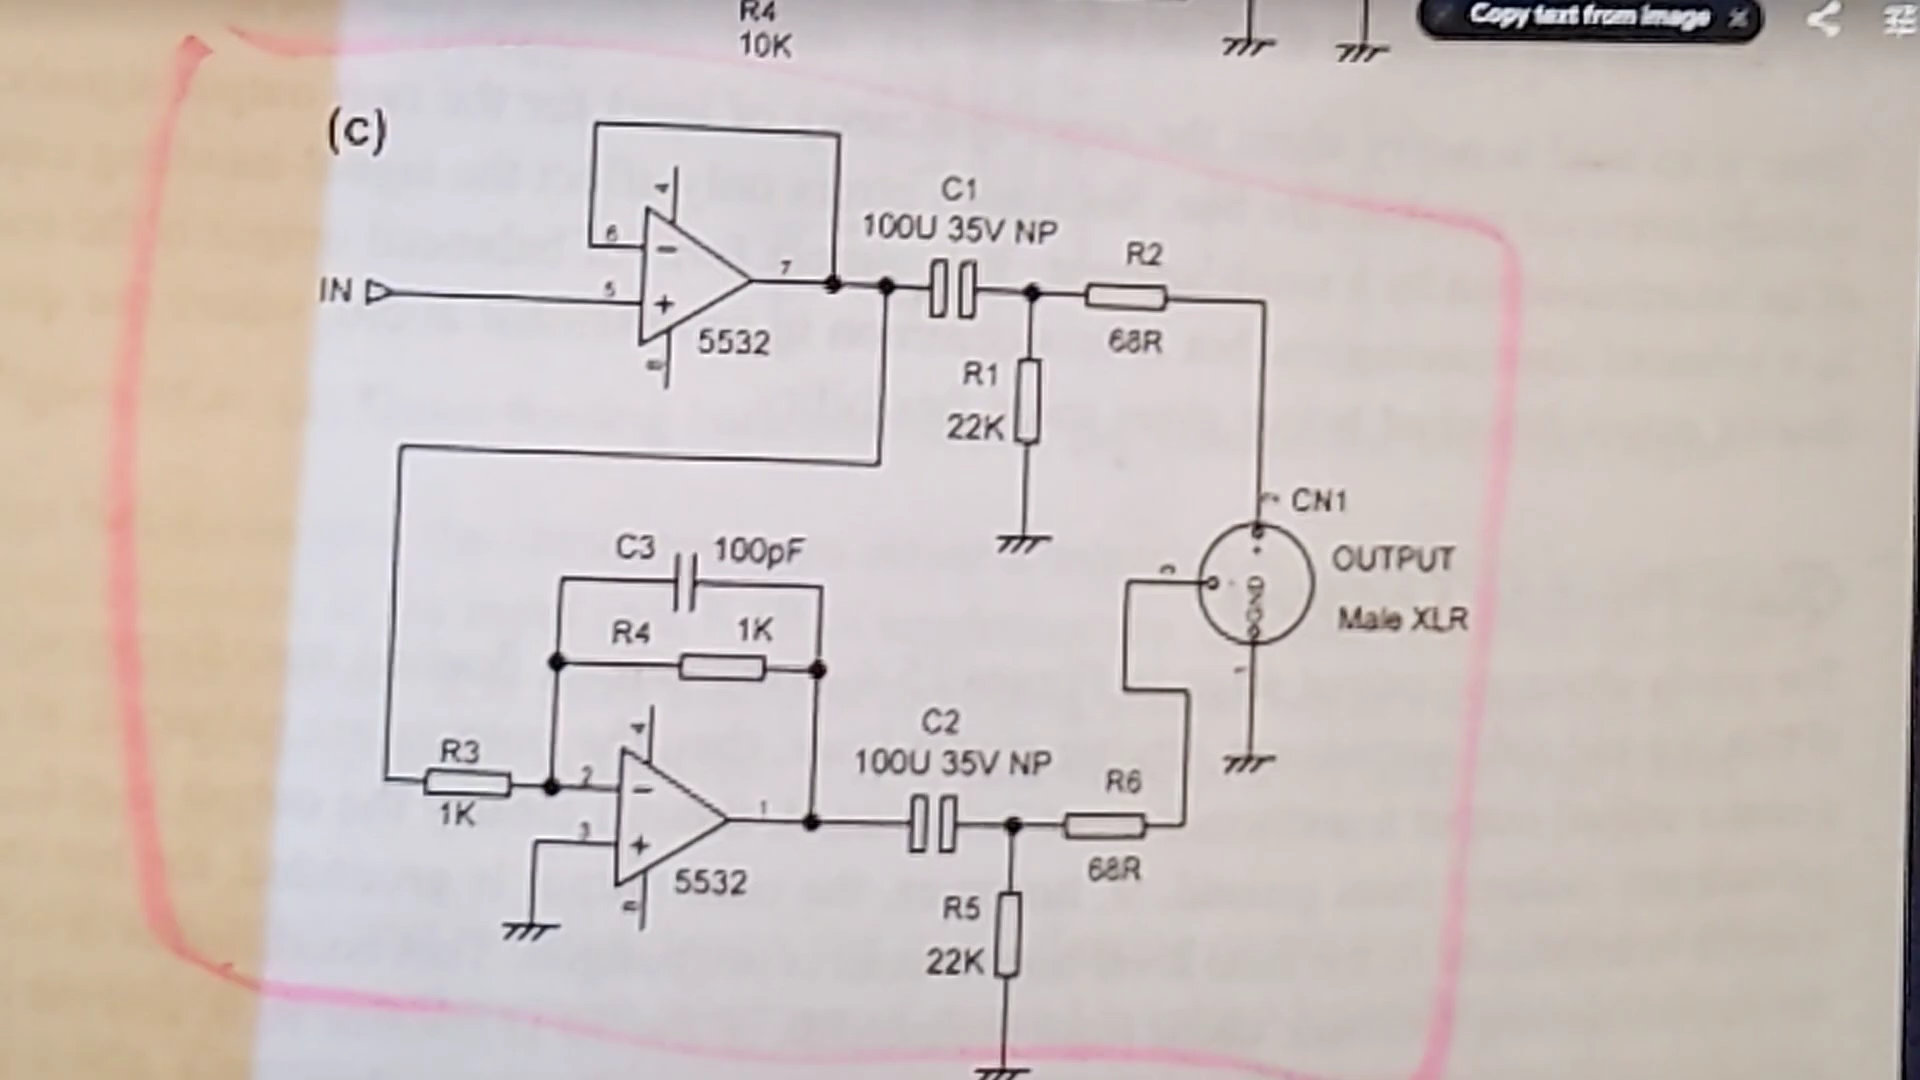 R4
10K
Copy text from image
(c)
C1
100U 35V NP
R2
68R
IN
6
5
7
4
5532
R1
22K
CN1
OUTPUT
Male XLR
C3 100pF
R4 1K
R3
1K
2
3
1
4
5532
C2
100U 35V NP
R6
68R
R5
22K